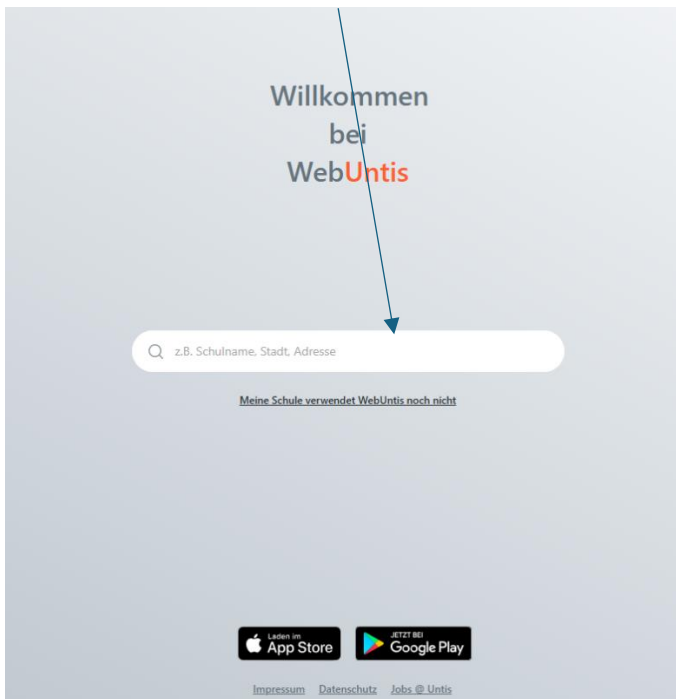 Willkommen
bei
WebUntis
z.B. Schulname, Stadt, Adresse
Meine Schule verwendet WebUntis noch nicht
Laden im
App Store
JETZT BEI
Google Play
Impressum Datenschutz Jobs @ Untis